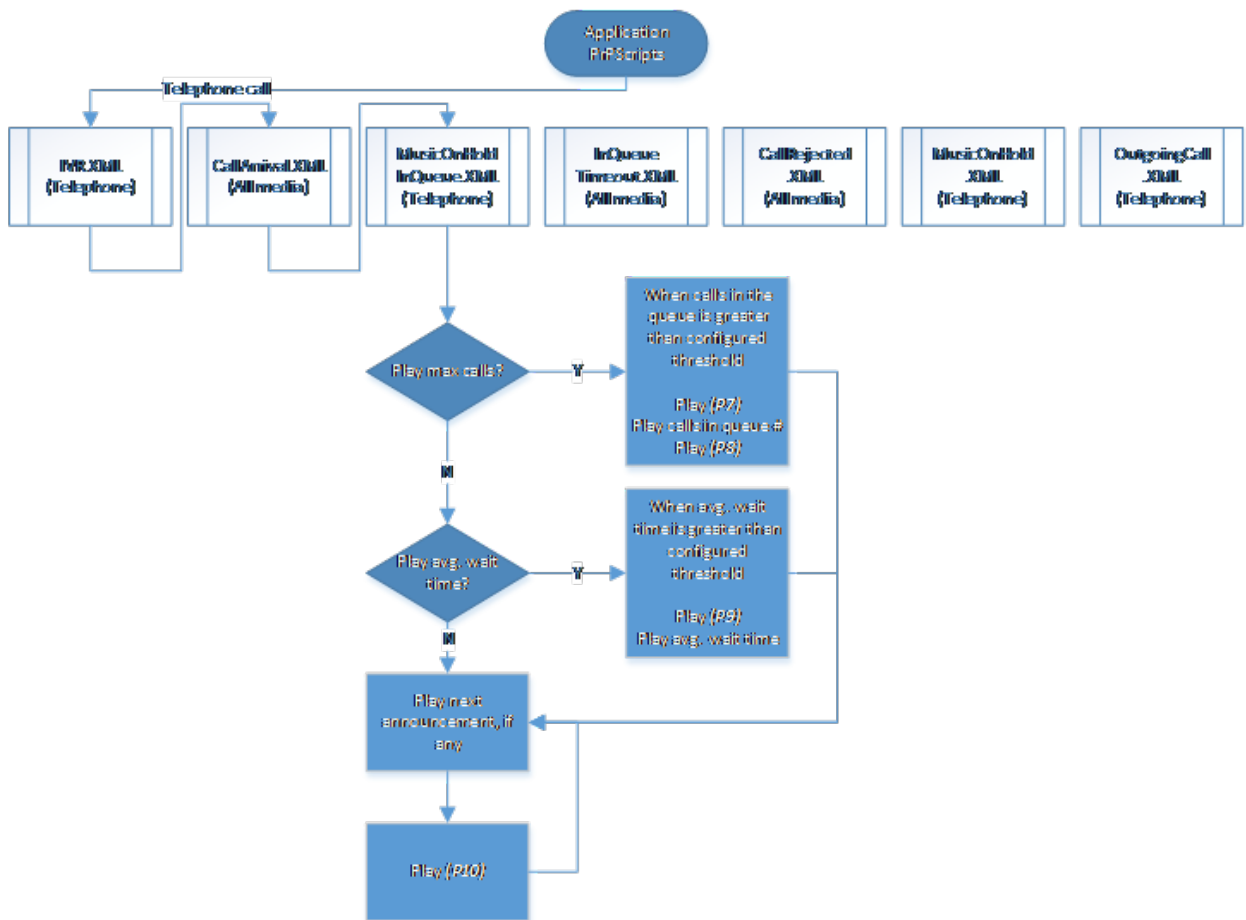 Application
PrPScripts
Telephone call
IVR.XML
(Telephone)
CallArrival.XML
(All media)
MusicOnHold
InQueue.XML
(Telephone)
InQueue
Timeout.XML
(All media)
CallRejected
.XML
(All media)
MusicOnHold
.XML
(Telephone)
OutgoingCall
.XML
(Telephone)
When calls in the
queue is greater
than configured
threshold
Play max calls?
Y
Play (P7)
Play calls in queue #
Play (P8)
N
When avg. wait
time is greater than
configured
threshold
Play avg. wait
time?
Y
Play (P9)
Play avg. wait time
N
Play next
announcement, if
any
Play (P10)